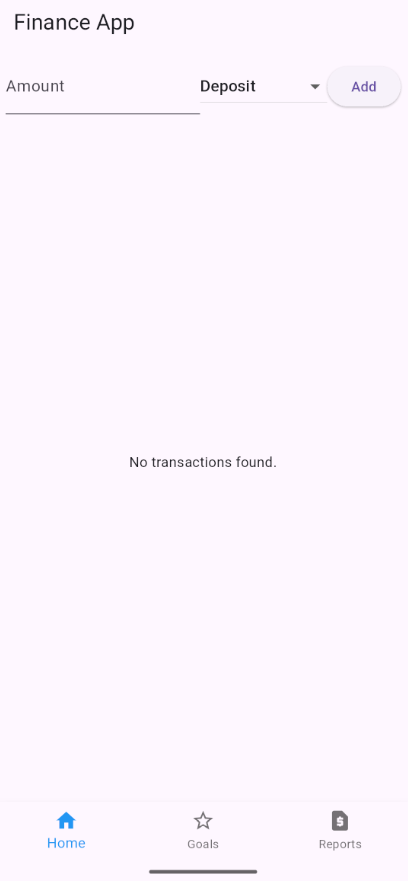 Finance App
Amount Deposit Add
No transactions found.
Home Goals Reports